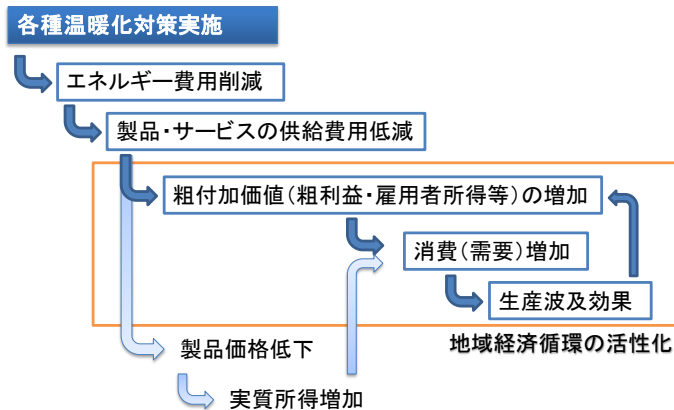 各種温暖化対策実施
エネルギー費用削減
製品・サービスの供給費用低減
粗付加価値（粗利益・雇用者所得等）の増加
消費（需要）増加
生産波及効果
地域経済循環の活性化
製品価格低下
実質所得増加